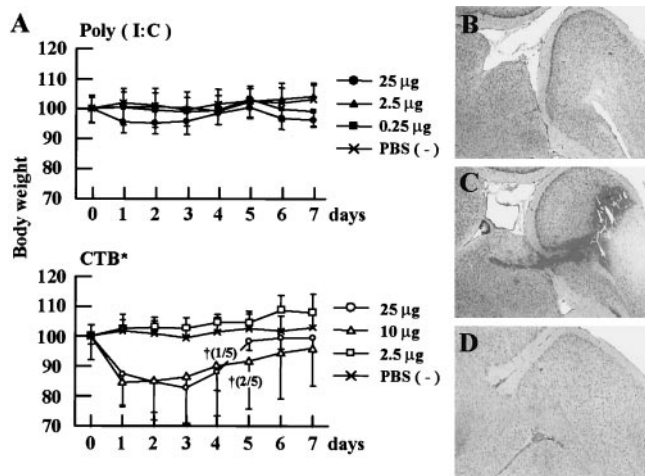 A
Poly ( I:C )
Body weight
120
110
100
90
80
70
0 1 2 3 4 5 6 7 days
25 µg
2.5 µg
0.25 µg
PBS ( - )
CTB*
120
110
100
90
80
70
†(1/5)
†(2/5)
0 1 2 3 4 5 6 7 days
25 µg
10 µg
2.5 µg
PBS ( - )
B
C
D